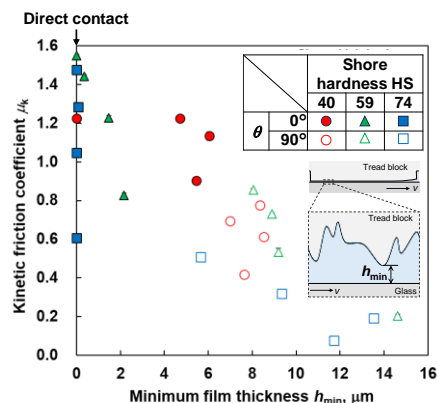 Direct contact
Kinetic friction coefficient μk
1.6
1.4
1.2
1.0
0.8
0.6
0.4
0.2
0.0
0 2 4 6 8 10 12 14 16
Minimum film thickness hmin, μm
Shore
hardness HS
40 59 74
θ 0°
90°
Tread block
v
Tread block
hmin
v
Glass